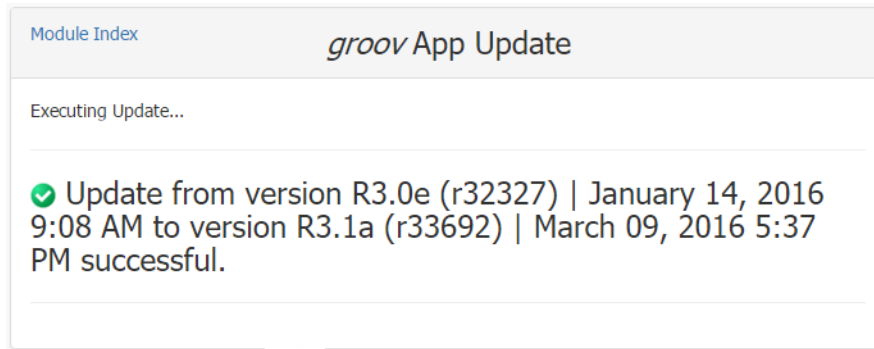 Module Index
groov App Update
Executing Update...
Update from version R3.0e (r32327) | January 14, 2016
9:08 AM to version R3.1a (r33692) | March 09, 2016 5:37
PM successful.